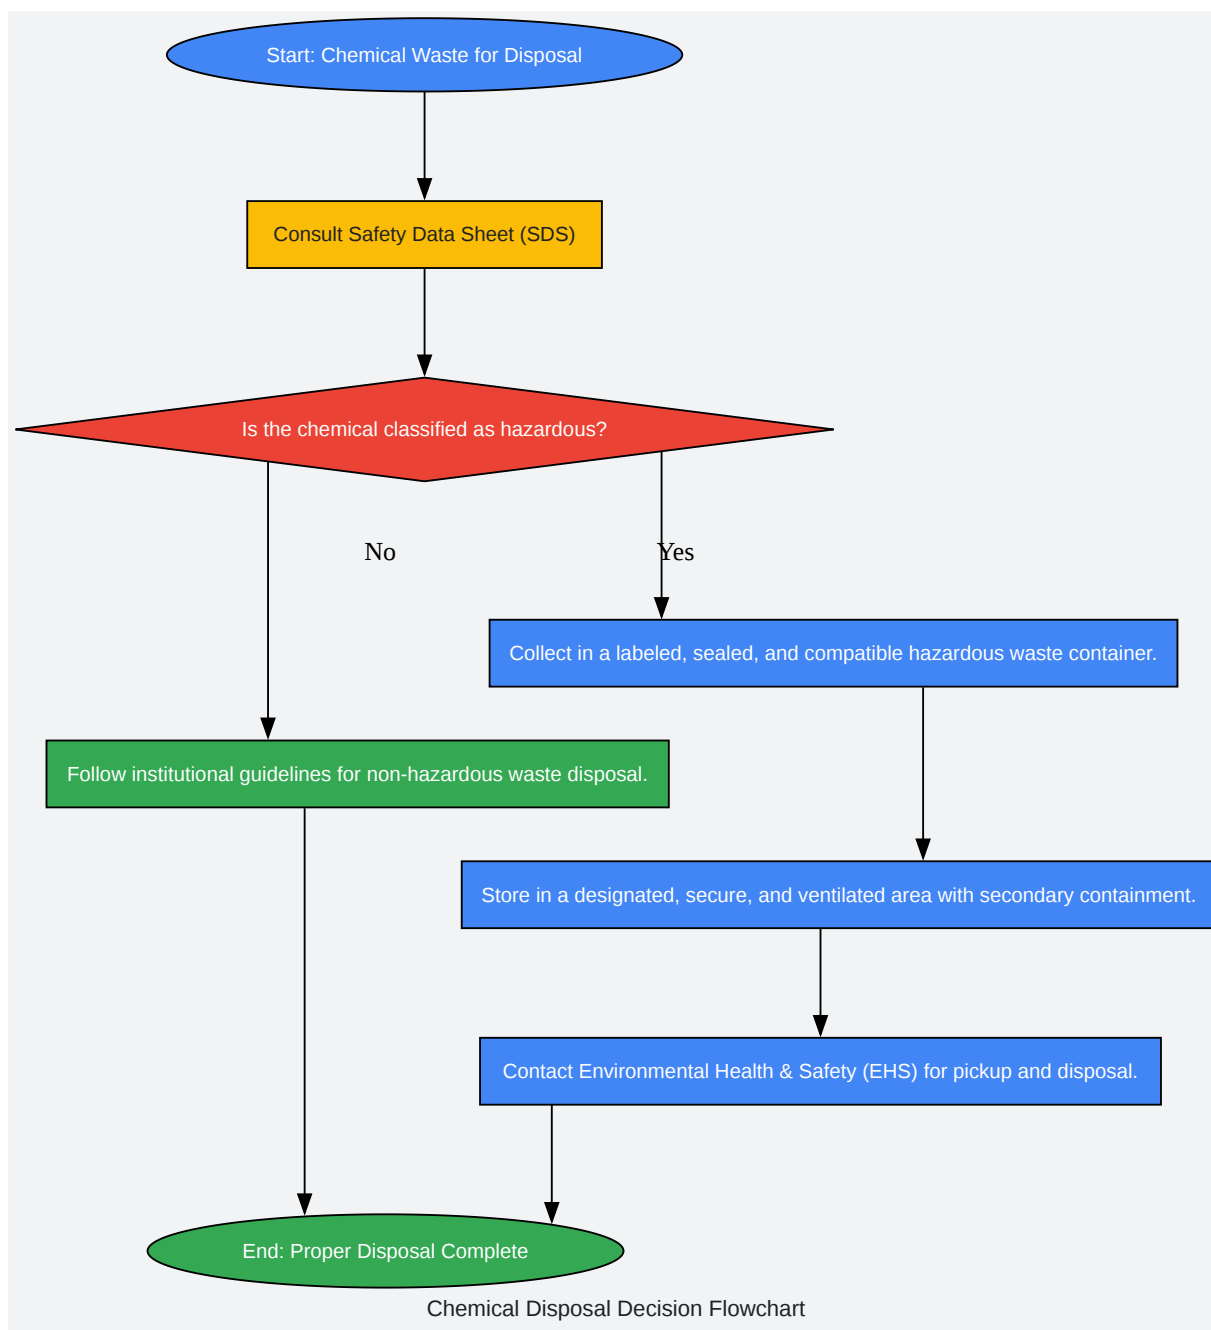 Start: Chemical Waste for Disposal
Consult Safety Data Sheet (SDS)
Is the chemical classified as hazardous?
No
Yes
Collect in a labeled, sealed, and compatible hazardous waste container.
Follow institutional guidelines for non-hazardous waste disposal.
Store in a designated, secure, and ventilated area with secondary containment.
Contact Environmental Health & Safety (EHS) for pickup and disposal.
End: Proper Disposal Complete
Chemical Disposal Decision Flowchart